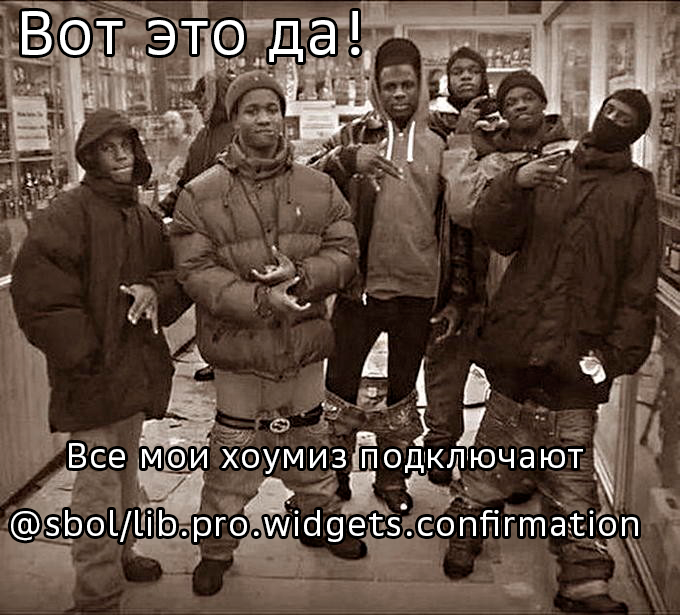 Вот это да!
Все мои хоумиз подключают
@sbol/lib.pro.widgets.confirmation